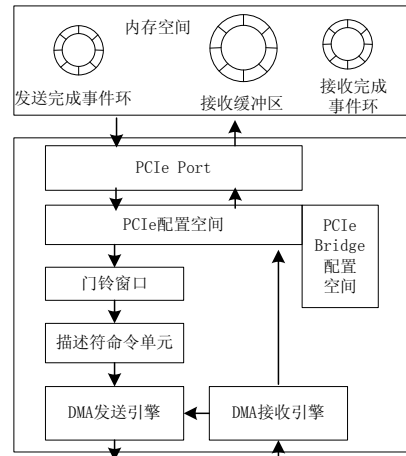 内存空间
发送完成事件环
接收缓冲区
接收完成
事件环
PCIe Port
PCIe配置空间
PCIe
Bridge
配置
空间
门铃窗口
描述符命令单元
DMA发送引擎
DMA接收引擎